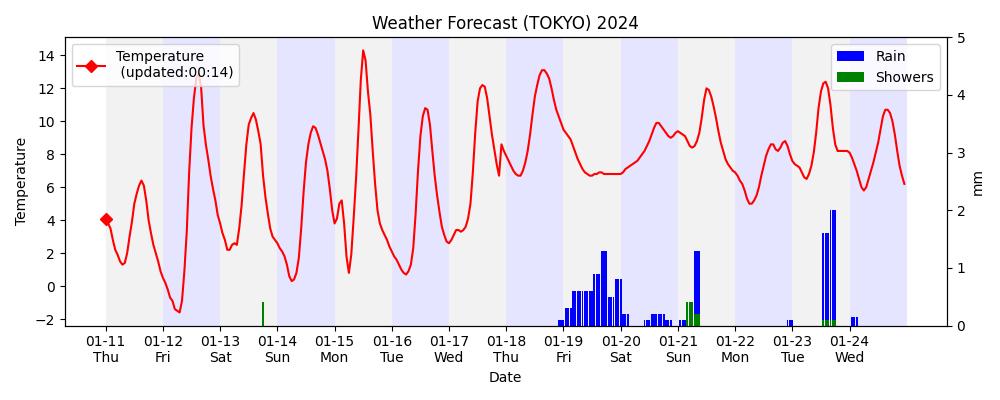 Weather Forecast (TOKYO) 2024
Temperature
(updated:00:14)
Rain
Showers
Temperature
14
12
10
8
6
4
2
0
−2
5
4
3
2
1
0
mm
01-11 01-12 01-13 01-14 01-15 01-16 01-17 01-18 01-19 01-20 01-21 01-22 01-23 01-24
Thu Fri Sat Sun Mon Tue Wed Thu Fri Sat Sun Mon Tue Wed
Date